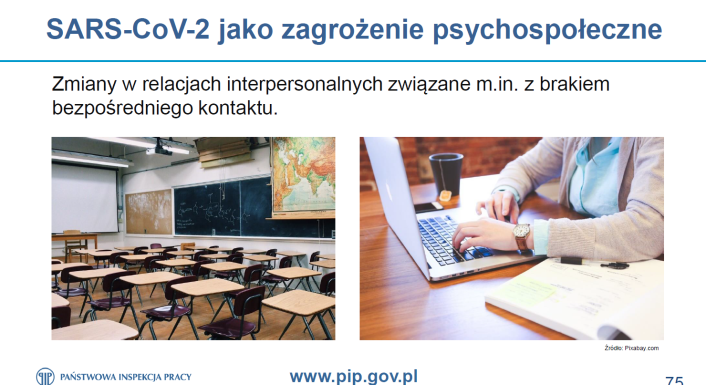 SARS-CoV-2 jako zagrożenie psychospołeczne
Zmiany w relacjach interpersonalnych związane m.in. z brakiem
bezpośredniego kontaktu.
Źródło: Pixabay.com
PAŃSTWOWA INSPEKCJA PRACY
www.pip.gov.pl
75